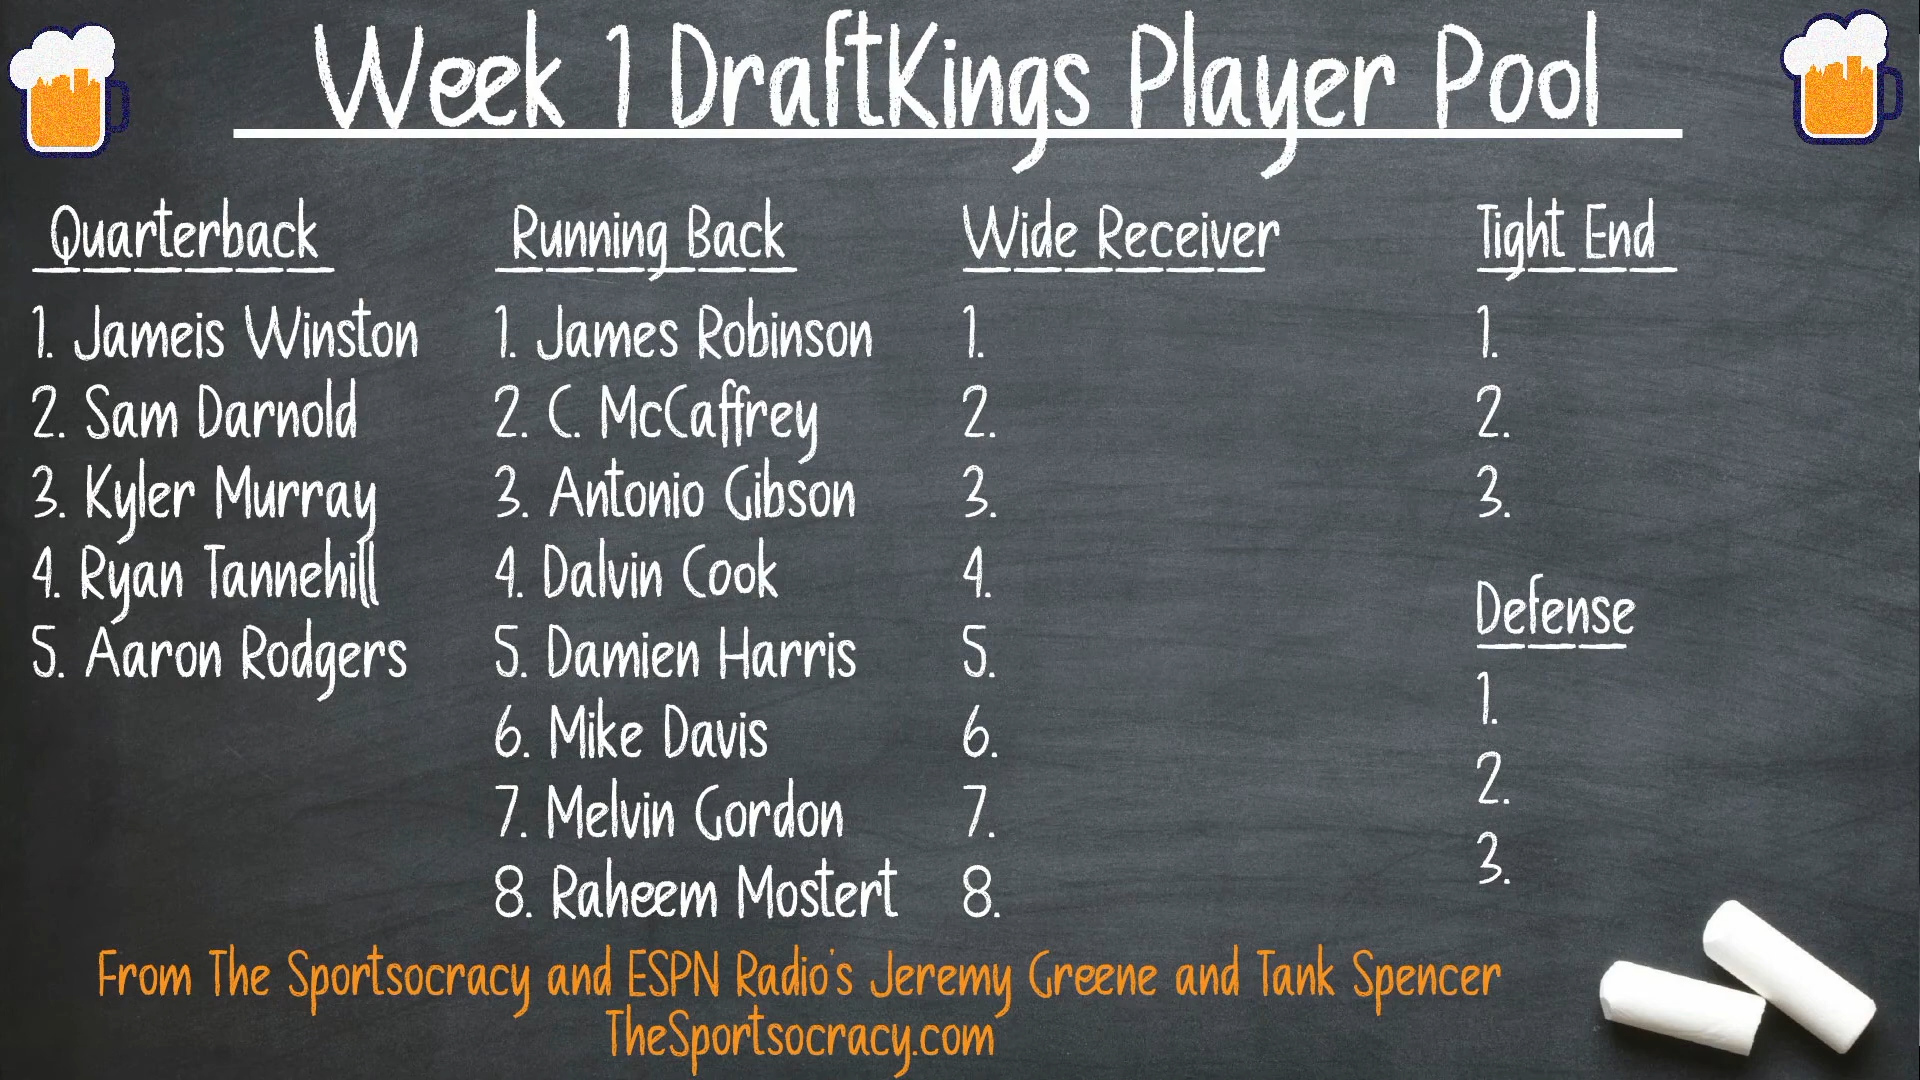 Week 1 DraftKings Player Pool
Quarterback
1. Jameis Winston
2. Sam Darnold
3. Kyler Murray
4. Ryan Tannehill
5. Aaron Rodgers
Running Back
1. James Robinson
2. C. McCaffrey
3. Antonio Gibson
4. Dalvin Cook
5. Damien Harris
6. Mike Davis
7. Melvin Gordon
8. Raheem Mostert
Wide Receiver
1.
2.
3.
4.
5.
6.
7.
8.
Tight End
1.
2.
3.
Defense
1.
2.
3.
From The Sportsocracy and ESPN Radio's Jeremy Greene and Tank Spencer
TheSportsocracy.com